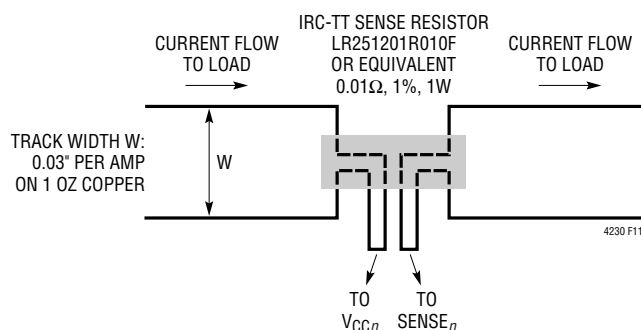 IRC-TT SENSE RESISTOR
LR251201R010F
OR EQUIVALENT
0.01Ω, 1%, 1W
CURRENT FLOW
TO LOAD
CURRENT FLOW
TO LOAD
TRACK WIDTH W:
0.03" PER AMP
ON 1 OZ COPPER
W
4230 F11
TO
VCCn
TO
SENSEn